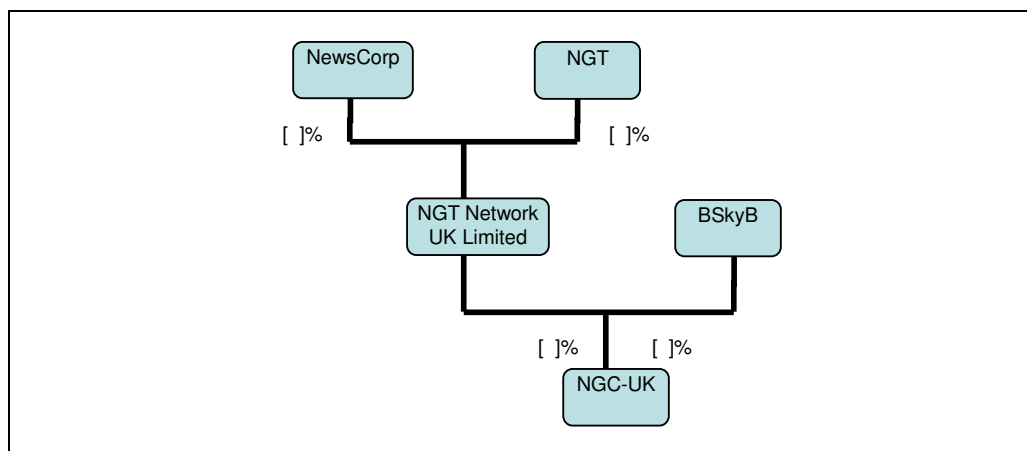 NewsCorp
NGT
[ ]%
[ ]%
NGT Network
UK Limited
BSkyB
[ ]%
[ ]%
NGC-UK